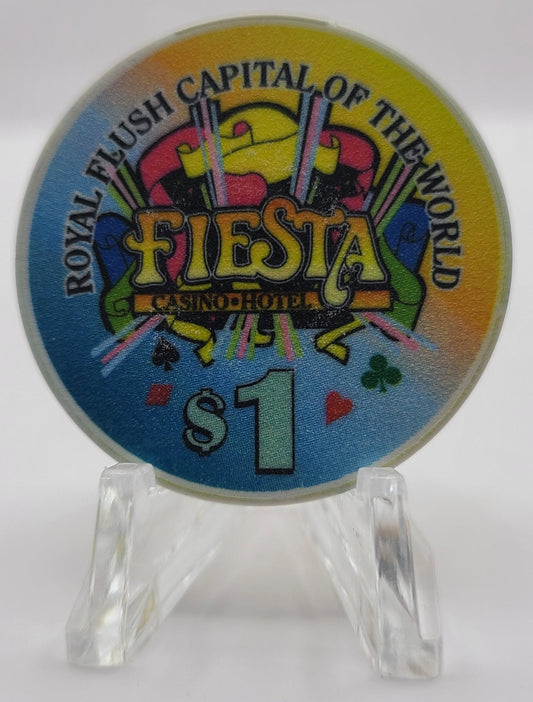 ROYAL FLUSH CAPITAL OF THE WORLD
FIESTA
CASINO • HOTEL
$1